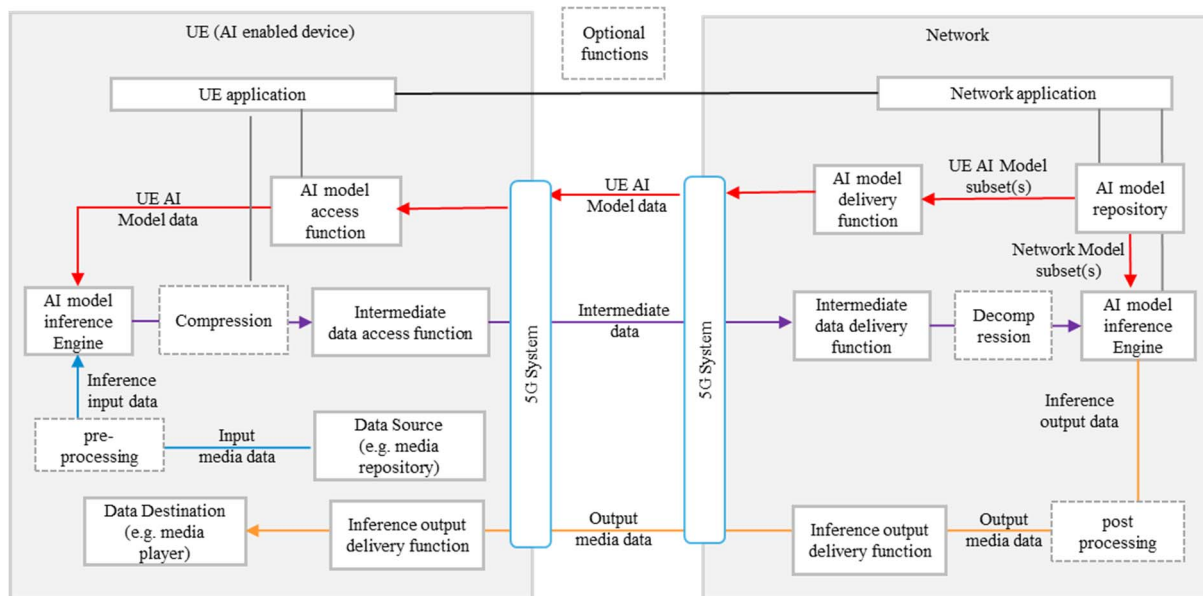 UE (AI enabled device)
Optional
functions
Network
UE application
Network application
AI model
access
function
UE AI
Model data
UE AI
Model data
AI model
delivery
function
UE AI Model
subset(s)
AI model
repository
Network Model
subset(s)
AI model
inference
Engine
Compression
Intermediate
data access function
5G System
Intermediate
data
5G System
Intermediate
data delivery
function
Decomp
ression
AI model
inference
Engine
Inference
input data
pre-
processing
Input
media data
Data Source
(e.g. media
repository)
Inference
output data
Data Destination
(e.g. media
player)
Inference output
delivery function
Output
media data
Inference output
delivery function
Output
media data
post
processing